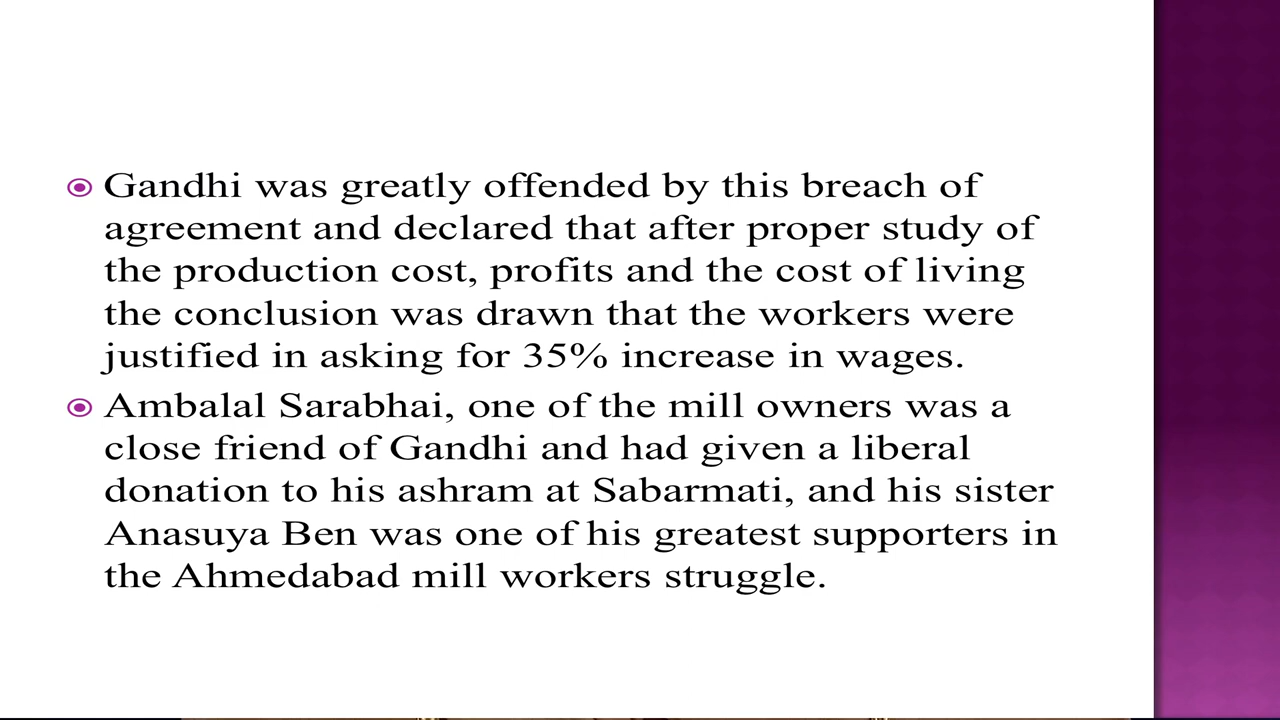 Gandhi was greatly offended by this breach of
agreement and declared that after proper study of
the production cost, profits and the cost of living
the conclusion was drawn that the workers were
justified in asking for 35% increase in wages.
Ambalal Sarabhai, one of the mill owners was a
close friend of Gandhi and had given a liberal
donation to his ashram at Sabarmati, and his sister
Anasuya Ben was one of his greatest supporters in
the Ahmedabad mill workers struggle.